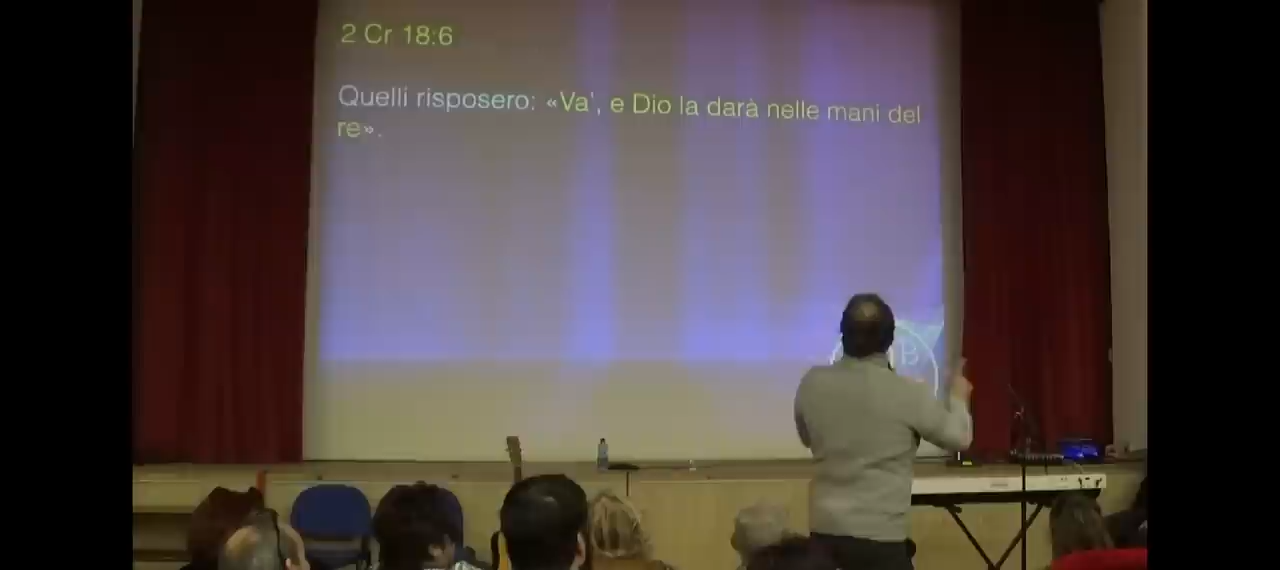 2 Cr 18:6
Quelli risposero: «Va', e Dio la darà nelle mani del
re».
B